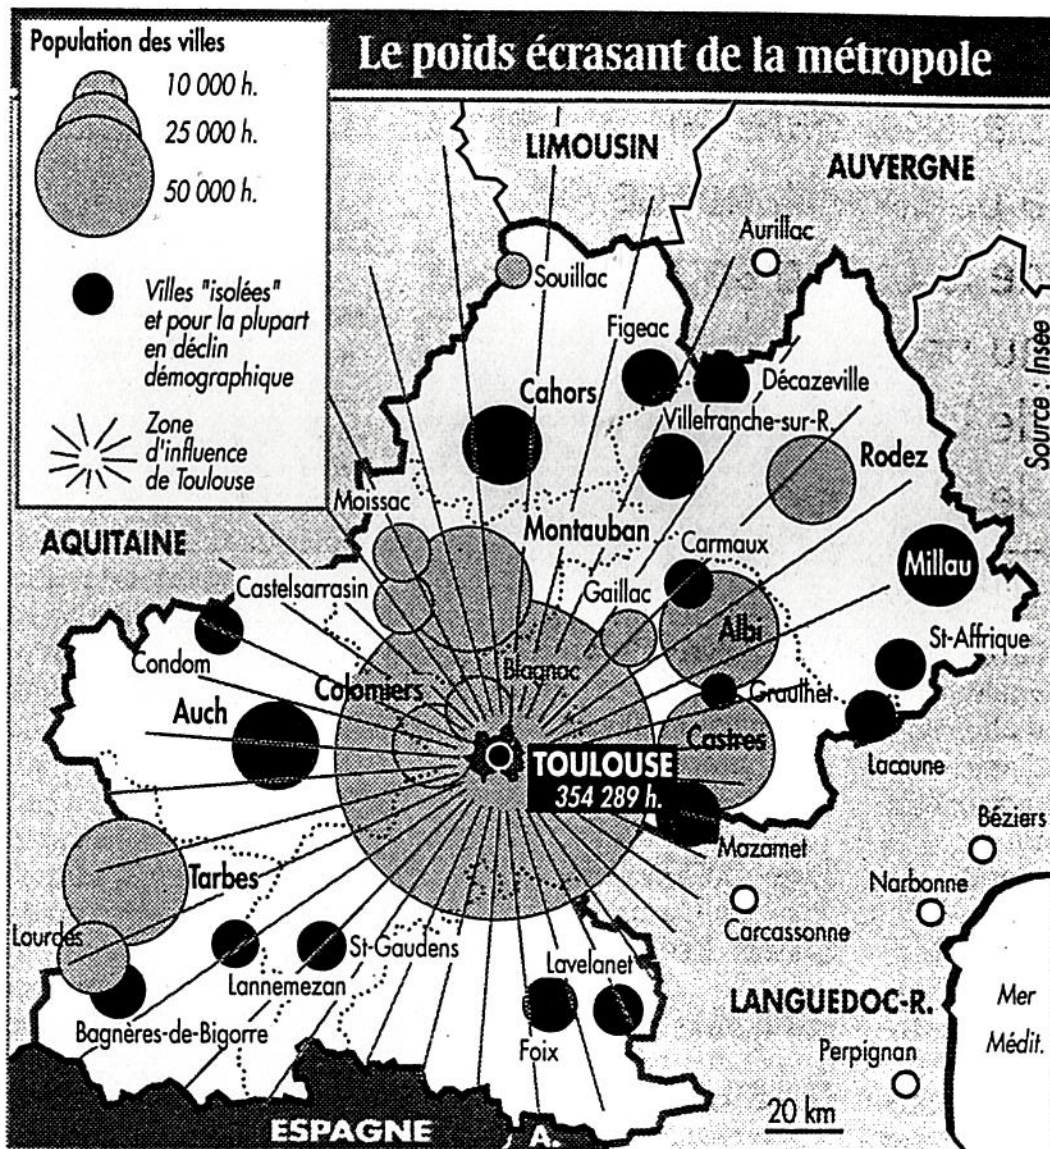 Le poids écrasant de la métropole
Population des villes
10 000 h.
25 000 h.
50 000 h.
Villes "isolées"
et pour la plupart
en déclin
démographique
Zone
d'influence
de Toulouse
LIMOUSIN
AUVERGNE
Aurillac
Souillac
Figeac
Décazeville
Cahors
Villefranche-sur-R.
Rodez
Source : Insee
Moissac
Montauban
AQUITAINE
Carmaux
Millau
Castelsarrasin
Gaillac
Albi
St-Affrique
Condom
Colomiers
Blagnac
Graulhet
Auch
Castres
Lacaune
TOULOUSE
354 289 h.
Mazamet
Béziers
Tarbes
Narbonne
Carcassonne
Lourdes
St-Gaudens
Lannemezan
Lavelanet
LANGUEDOC-R.
Mer
Médit.
Bagnères-de-Bigorre
Foix
Perpignan
20 km
ESPAGNE
A.